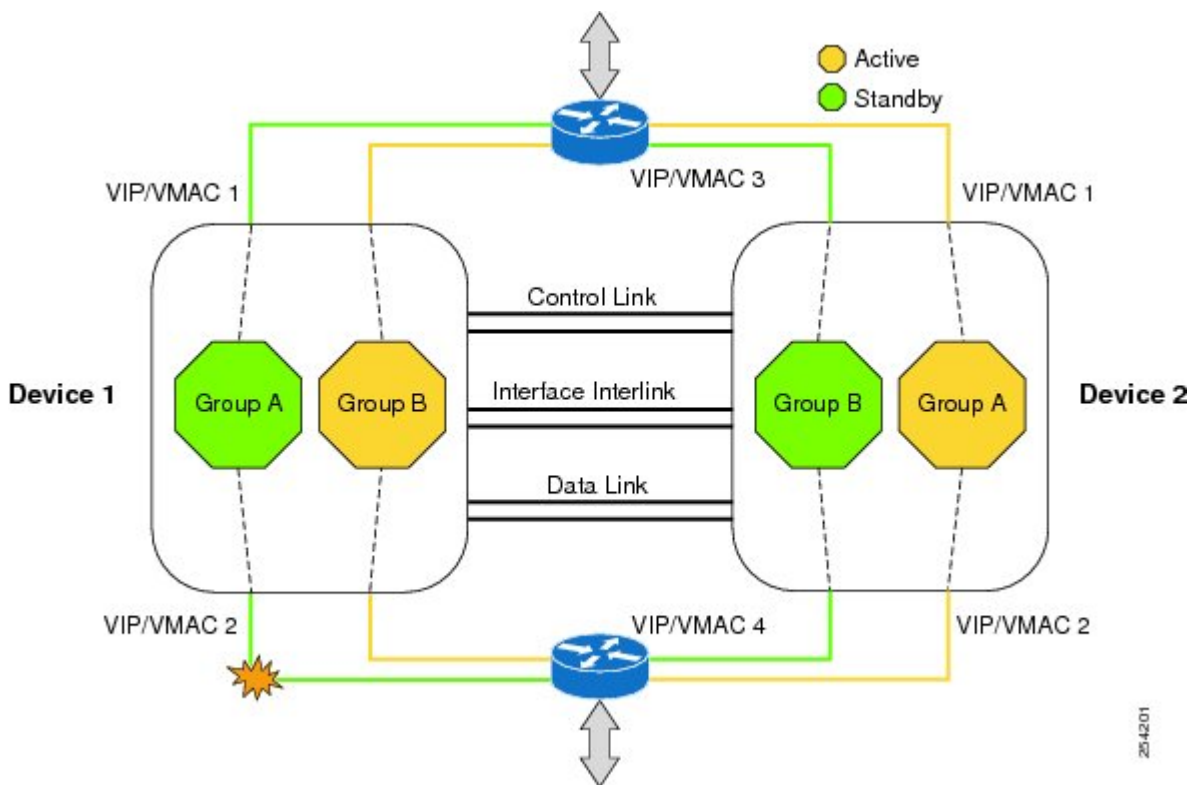 Active
Standby
VIP/VMAC 1
VIP/VMAC 3
VIP/VMAC 1
Control Link
Device 1
Group A
Group B
Interface Interlink
Group B
Group A
Device 2
Data Link
VIP/VMAC 2
VIP/VMAC 4
VIP/VMAC 2
254201